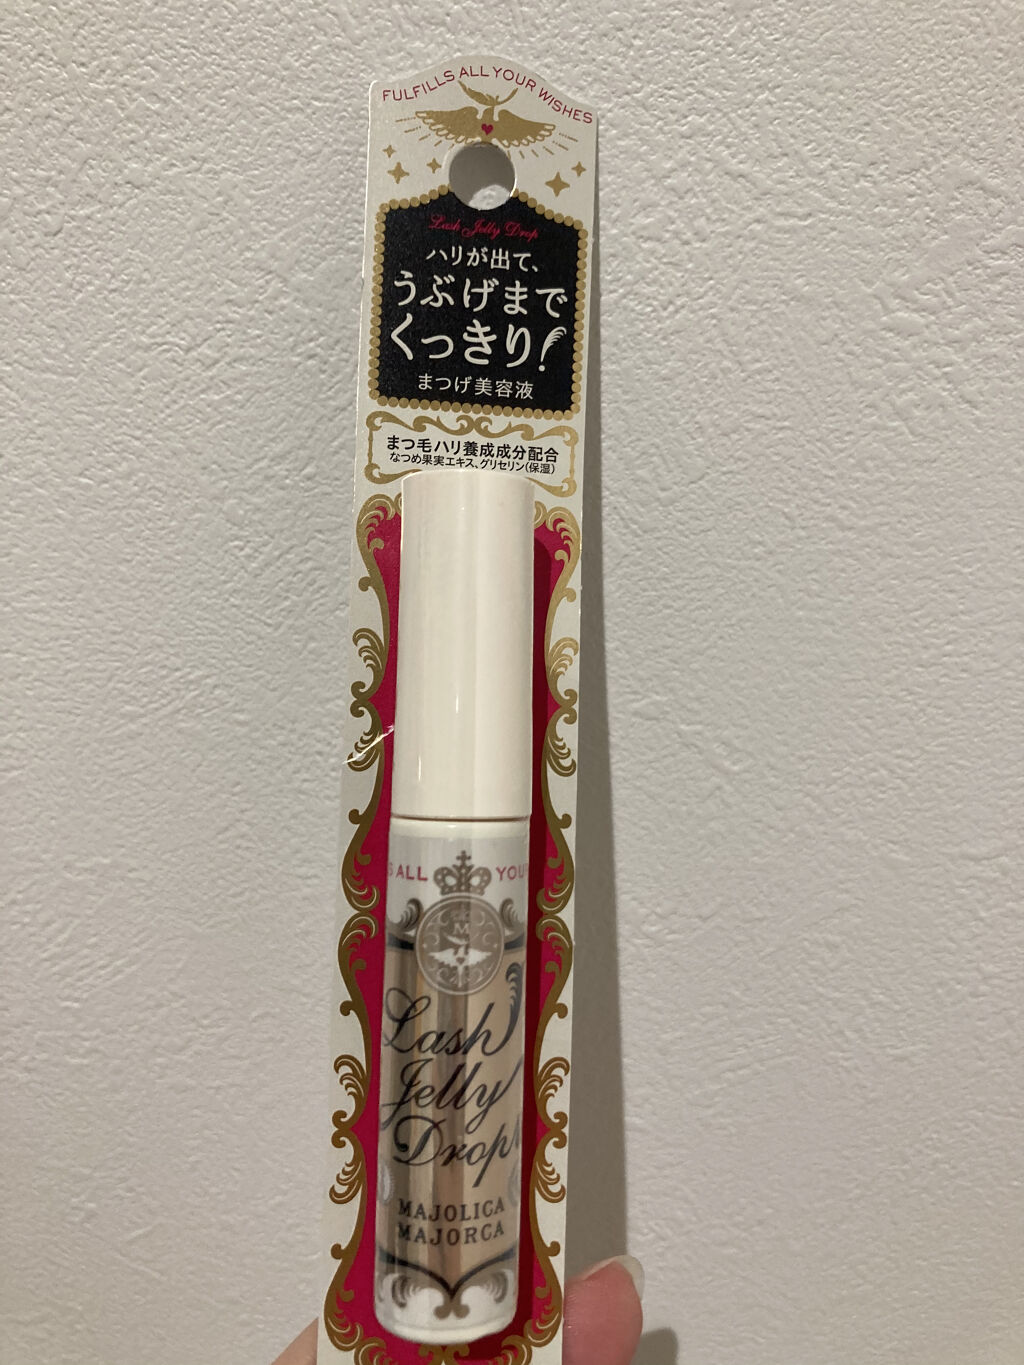 FULFILLS ALL YOUR WISHES
Lash Jelly Drop
ハリが出て、
うぶげまで
くっきり!
まつげ美容液
まつ毛ハリ養成成分配合
なつめ果実エキス、グリセリン(保湿)
S ALL YOU
M
Lash
Jelly
Drop
MAJOLICA
MAJORCA